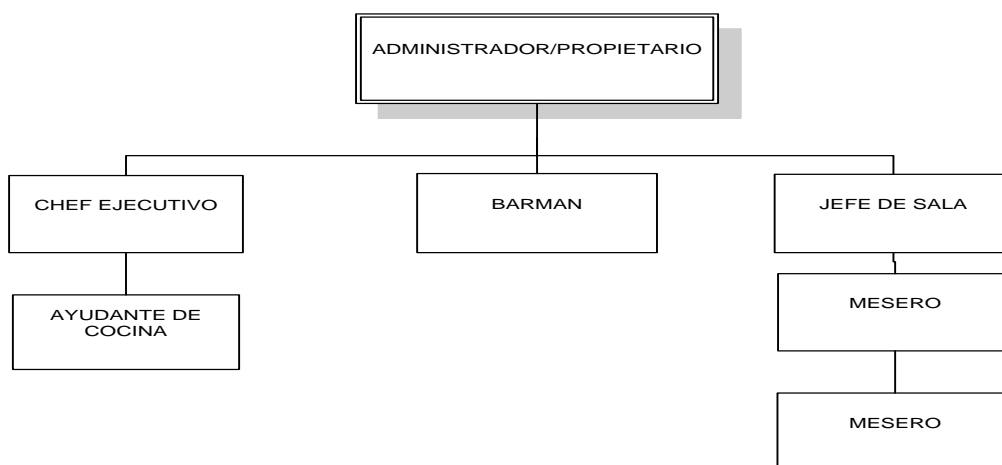 ADMINISTRADOR/PROPIETARIO
CHEF EJECUTIVO
BARMAN
JEFE DE SALA
AYUDANTE DE
COCINA
MESERO
MESERO